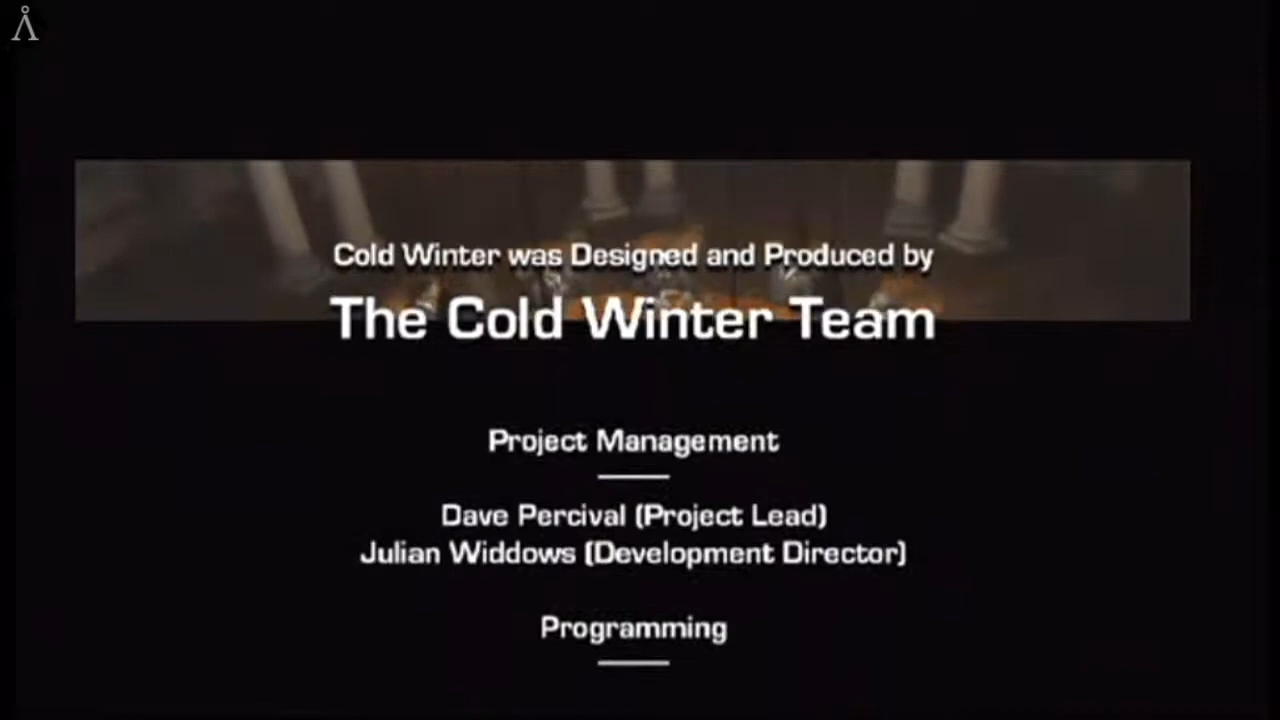 Å
Cold Winter was Designed and Produced by
The Cold Winter Team
Project Management
Dave Percival (Project Lead)
Julian Widdows (Development Director)
Programming